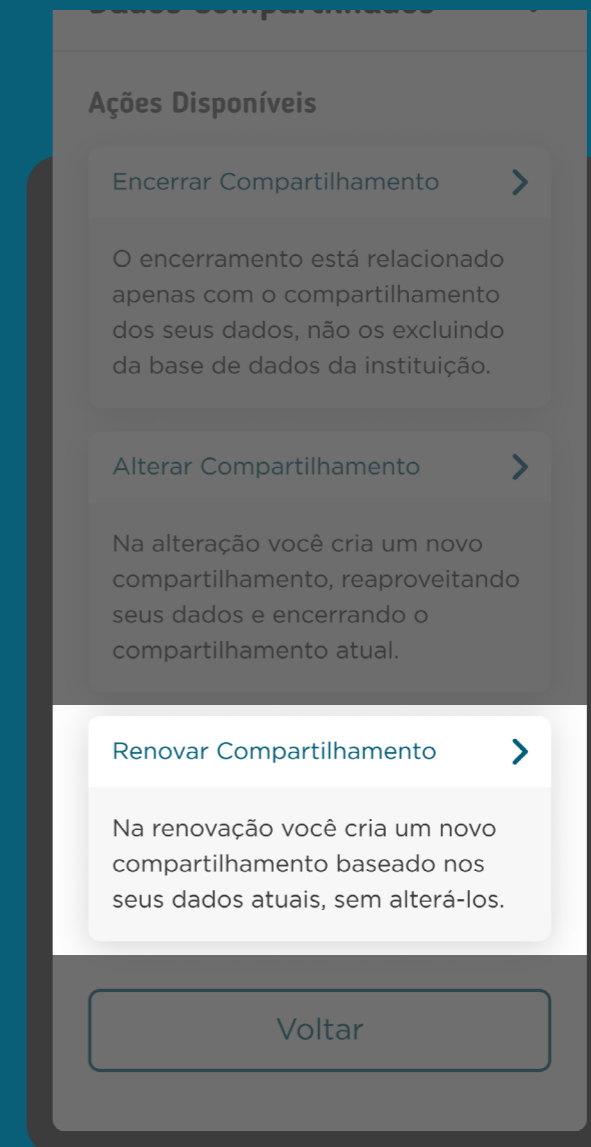 Dados Compartilhados
Ações Disponíveis
Encerrar Compartilhamento
O encerramento está relacionado
apenas com o compartilhamento
dos seus dados, não os excluindo
da base de dados da instituição.
Alterar Compartilhamento
Na alteração você cria um novo
compartilhamento, reaproveitando
seus dados e encerrando o
compartilhamento atual.
Renovar Compartilhamento
Na renovação você cria um novo
compartilhamento baseado nos
seus dados atuais, sem alterá-los.
Voltar